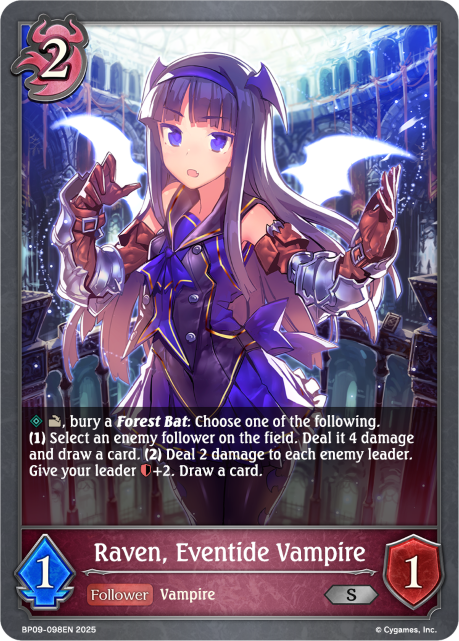 2
, bury a Forest Bat: Choose one of the following.
(1) Select an enemy follower on the field. Deal it 4 damage
and draw a card. (2) Deal 2 damage to each enemy leader.
Give your leader +2. Draw a card.
Raven, Eventide Vampire
1
Follower Vampire
S
1
BP09-098EN 2025
© Cygames, Inc.